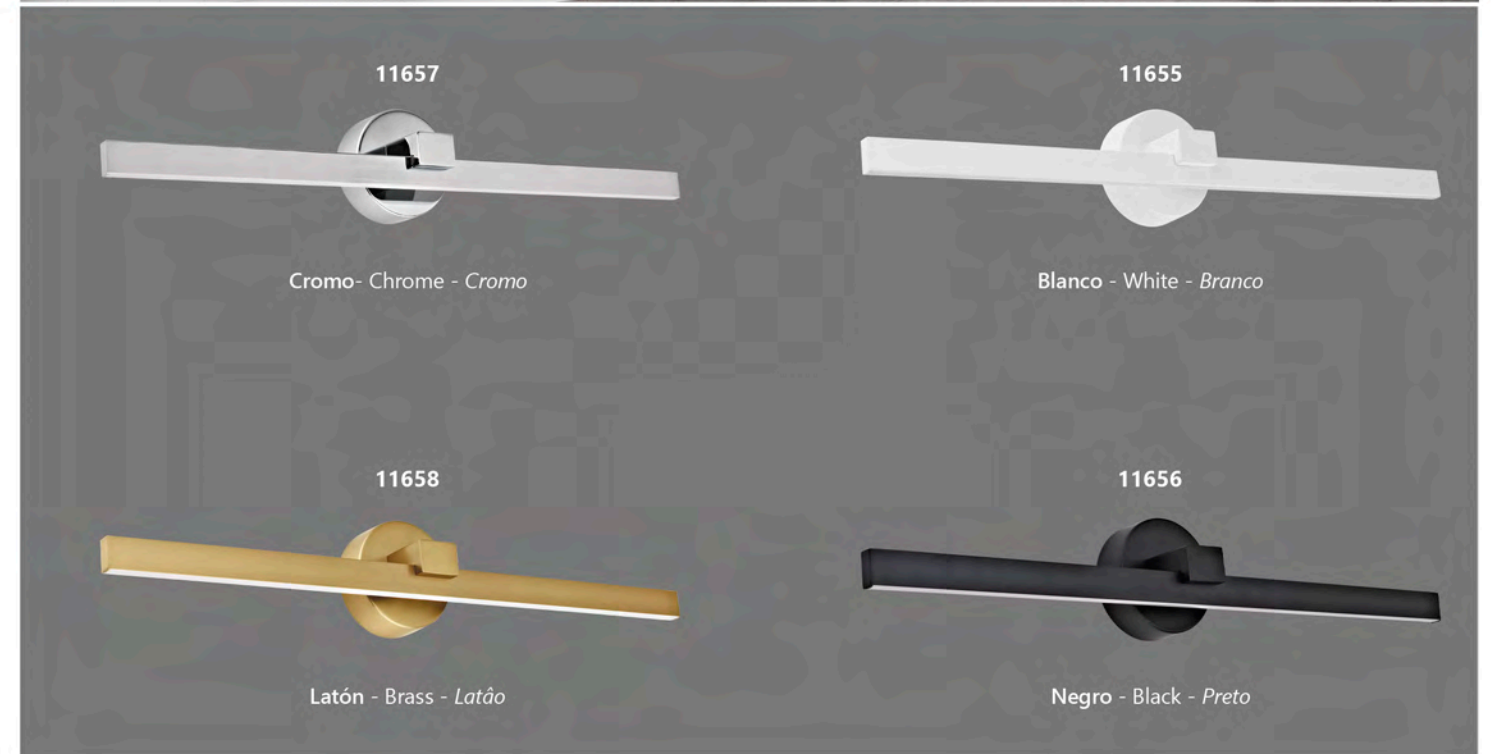 11657
11655
Cromo- Chrome - Cromo
Blanco - White - Branco
11658
11656
Latón - Brass - Latâo
Negro - Black - Preto